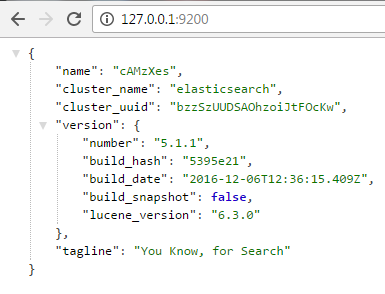 127.0.0.1:9200
{
"name": "cAMzXes",
"cluster_name": "elasticsearch",
"cluster_uuid": "bzzSzUUDSAOhzoiJtFOcKw",
"version": {
"number": "5.1.1",
"build_hash": "5395e21",
"build_date": "2016-12-06T12:36:15.409Z",
"build_snapshot": false,
"lucene_version": "6.3.0"
},
"tagline": "You Know, for Search"
}